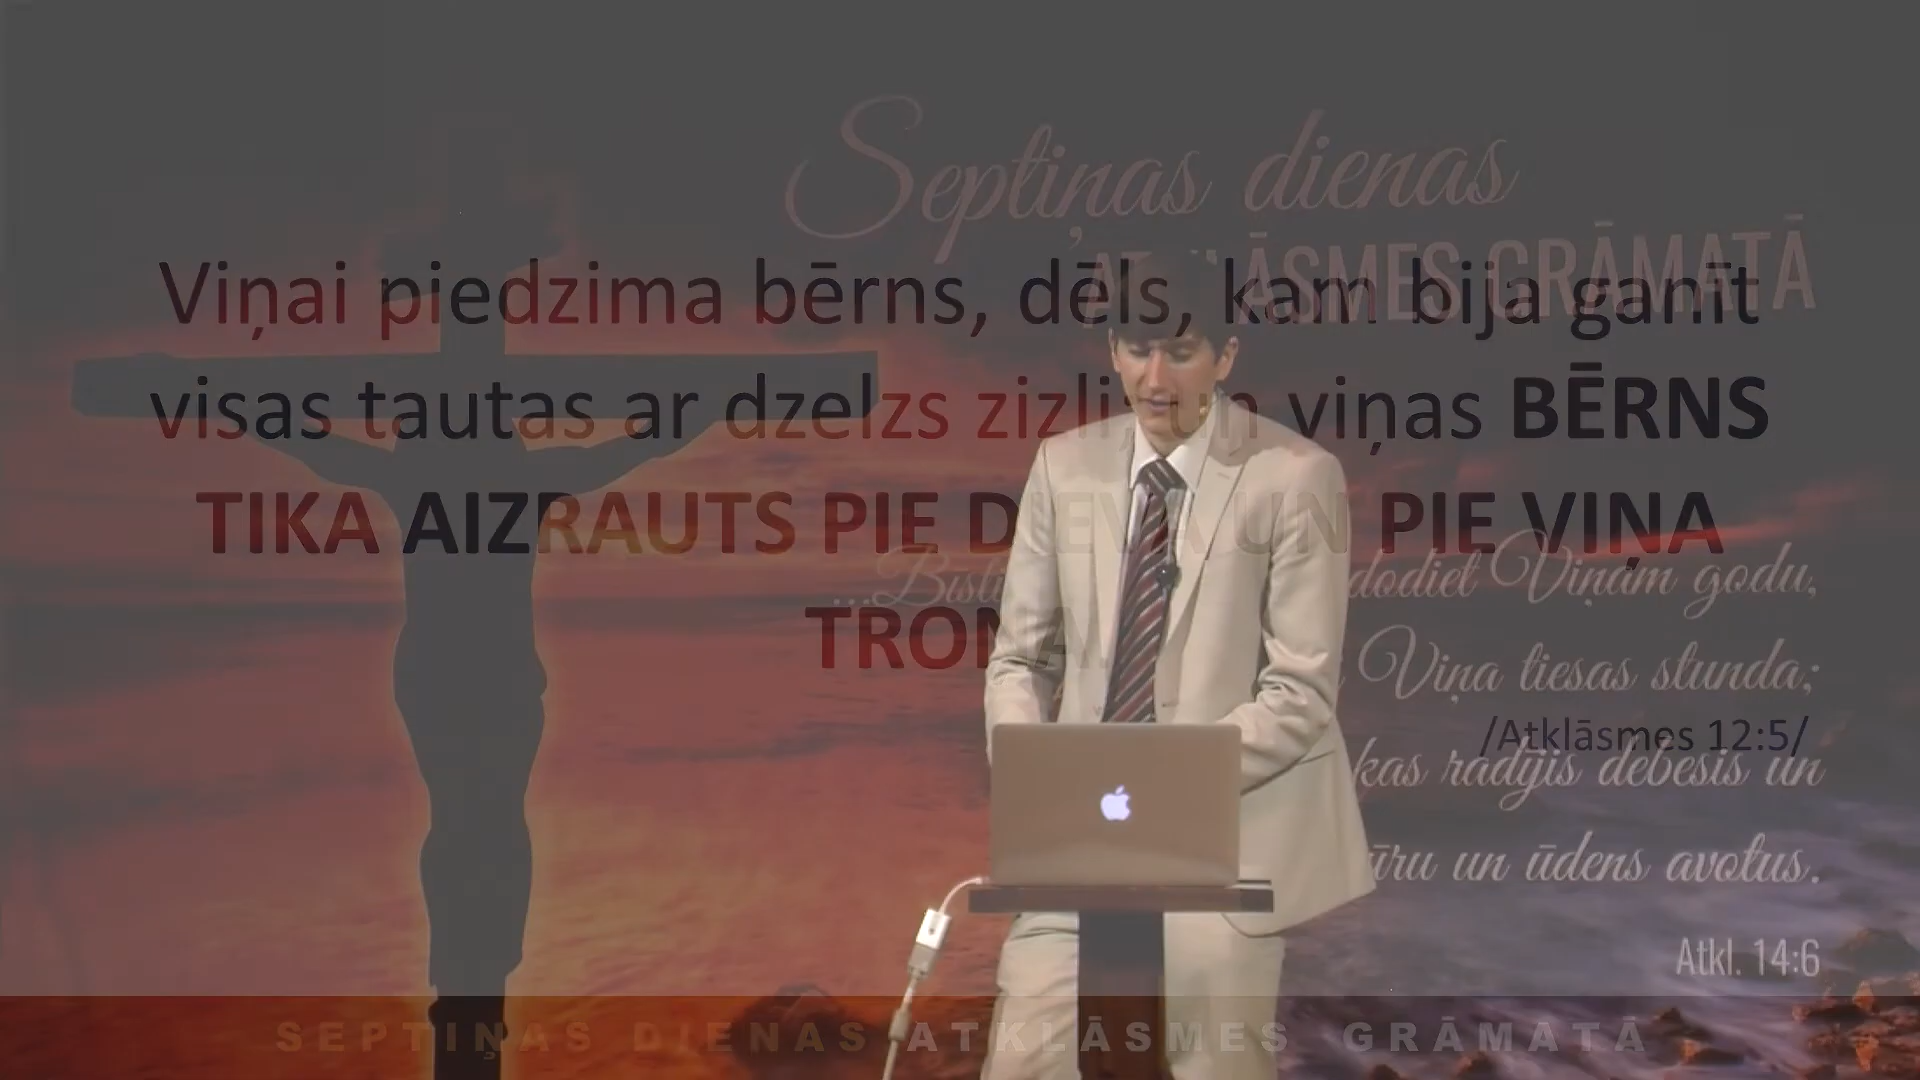 Septiņas dienas
ATKLĀSMES GRĀMATĀ
Viņai piedzima bērns, dēls, kam bija ganīt
visas tautas ar dzelzs zizli; un viņas BĒRNS
TIKA AIZRAUTS PIE DIEVA UN PIE VIŅA
TROŅA.
/Atklāsmes 12:5/
dodiet Viņam godu,
Viņa tiesas stunda;
kas radījis debesis un
un ūdens avotus.
Atkl. 14:6
SEPTIŅAS DIENAS ATKLĀSMES GRĀMATĀ